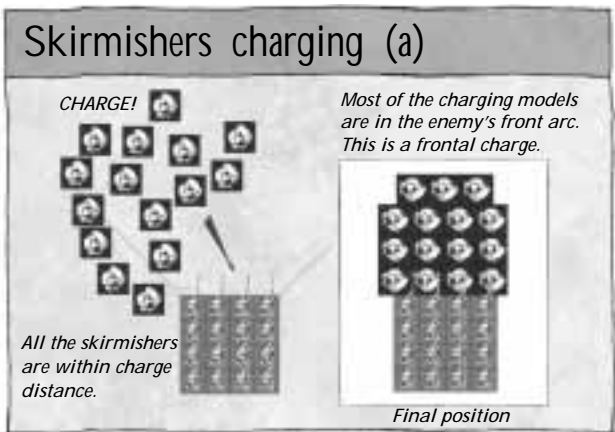 Skirmishers charging (a)
CHARGE!
All the skirmishers
are within charge
distance.
Most of the charging models
are in the enemy's front arc.
This is a frontal charge.
Final position